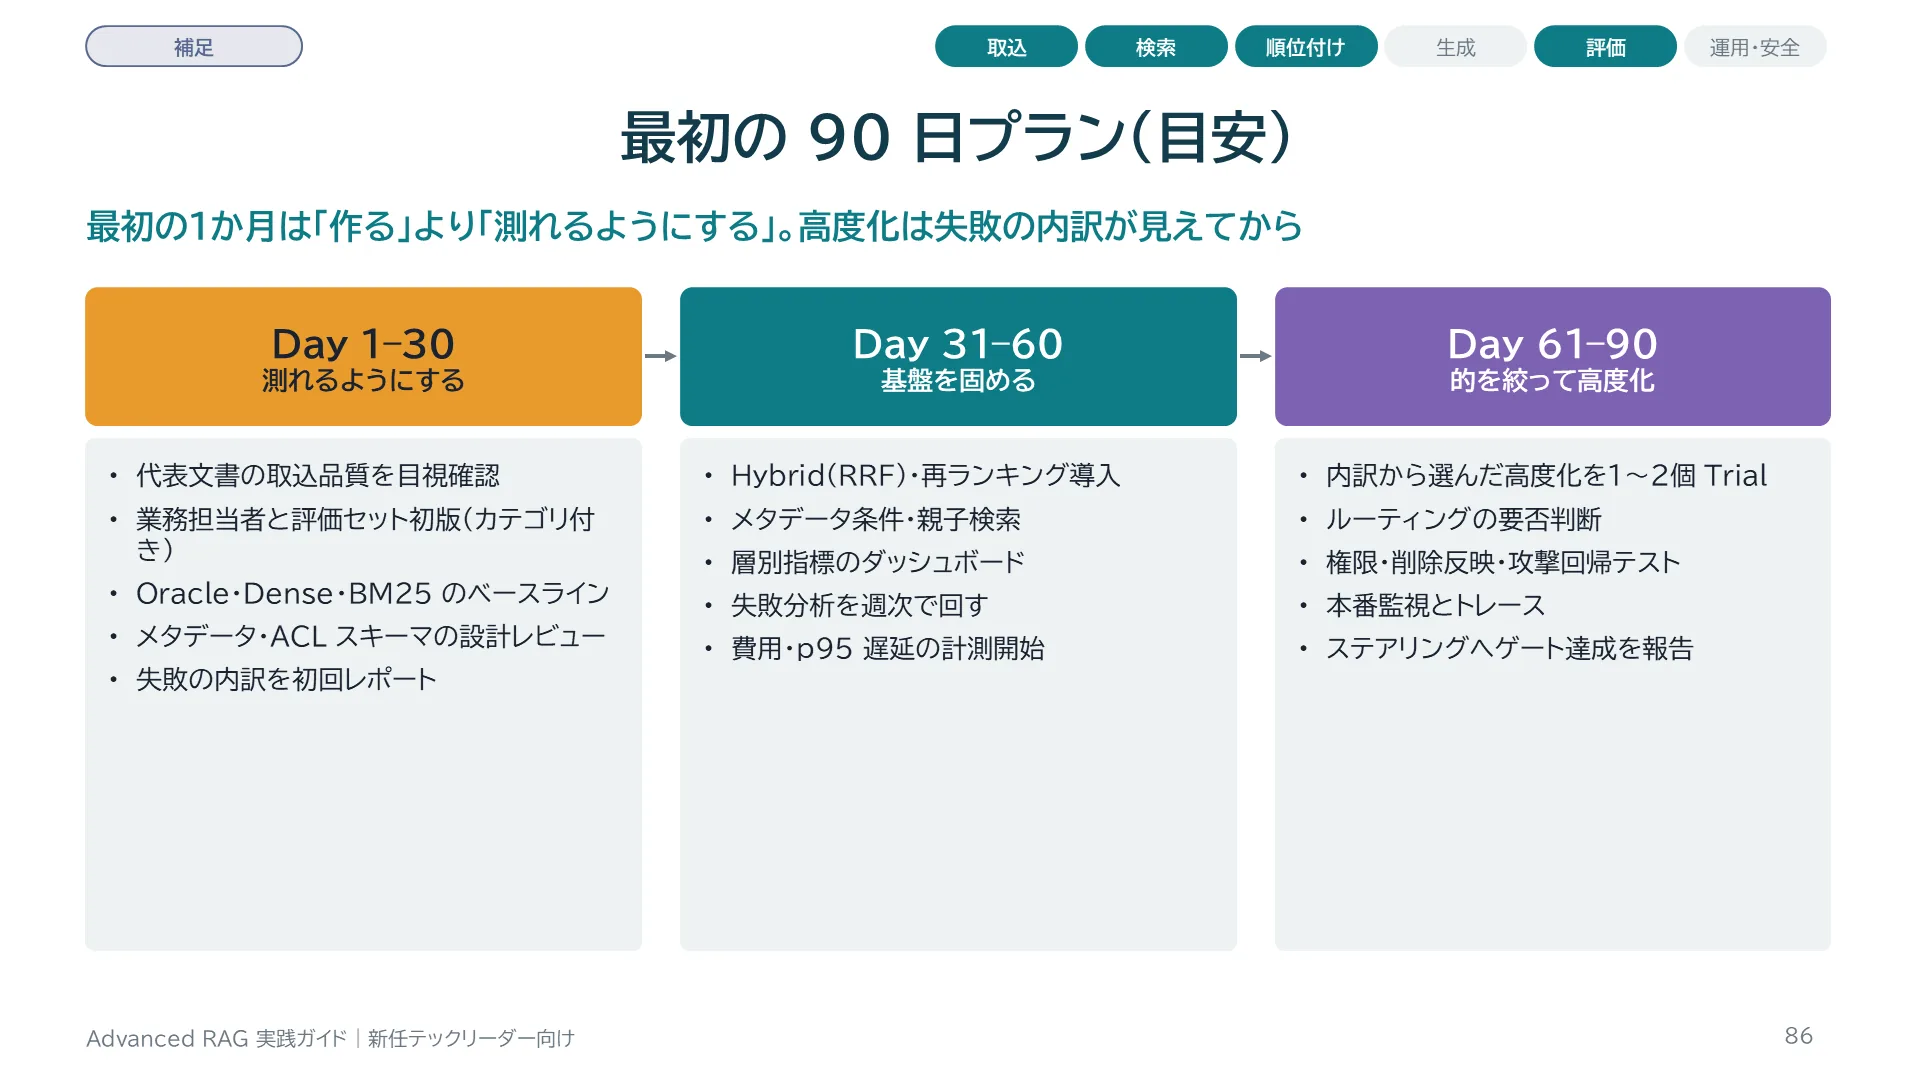 補足
取込
検索
順位付け
生成
評価
運用・安全
最初の 90 日プラン（目安）
最初の1か月は「作る」より「測れるようにする」。高度化は失敗の内訳が見えてから
Day 1–30
測れるようにする
Day 31–60
基盤を固める
Day 61–90
的を絞って高度化
• 代表文書の取込品質を目視確認
• 業務担当者と評価セット初版（カテゴリ付
き）
• Oracle・Dense・BM25 のベースライン
• メタデータ・ACL スキーマの設計レビュー
• 失敗の内訳を初回レポート
• Hybrid（RRF）・再ランキング導入
• メタデータ条件・親子検索
• 層別指標のダッシュボード
• 失敗分析を週次で回す
• 費用・p95 遅延の計測開始
• 内訳から選んだ高度化を1～2個 Trial
• ルーティングの要否判断
• 権限・削除反映・攻撃回帰テスト
• 本番監視とトレース
• ステアリングへゲート達成を報告
Advanced RAG 実践ガイド｜新任テックリーダー向け
86